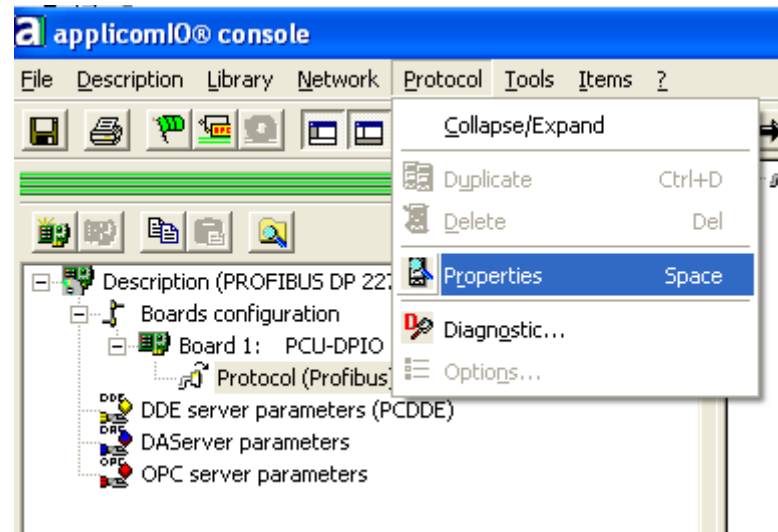 applicomIO® console
File Description Library Network Protocol Tools Items ?
Collapse/Expand
Duplicate Ctrl+D
Delete Del
Properties Space
Diagnostic...
Options...
Description (PROFIBUS DP 227
Boards configuration
Board 1: PCU-DPIO
Protocol (Profibus)
DDE server parameters (PCDDE)
DAServer parameters
OPC server parameters